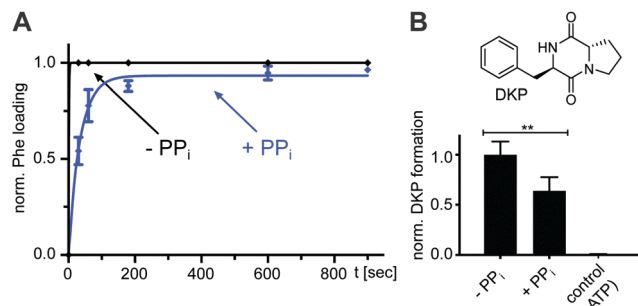 A
norm. Phe loading
1.0
0.5
0.0
- PPi
+ PPi
0
200
400
600
800
t [sec]
B
O
HN
H
N
O
DKP
norm. DKP formation
**
1.0
0.5
0.0
- PPi
+ PPi
control
ATP)